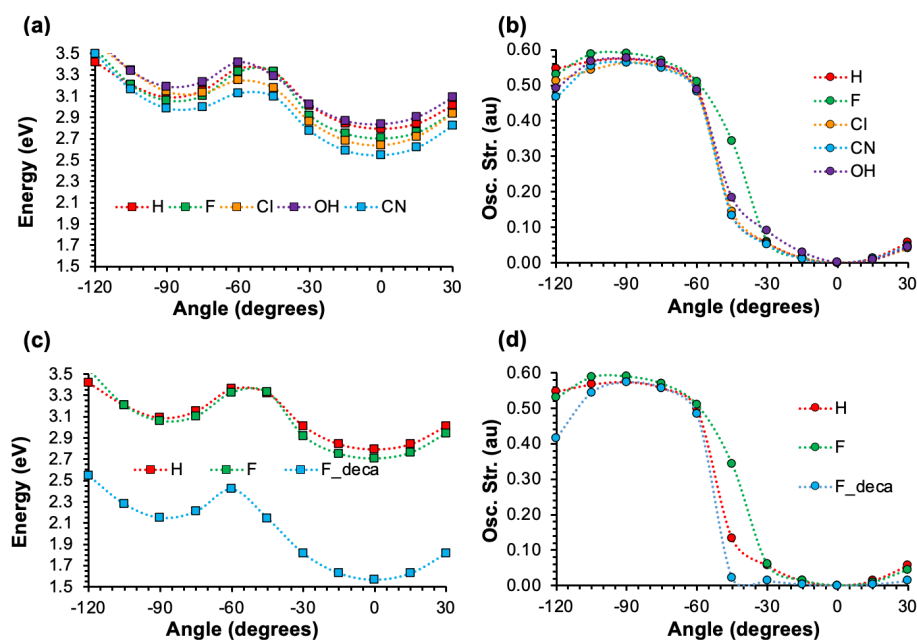 (a)
Energy (eV)
3.5
3.3
3.1
2.9
2.7
2.5
2.3
2.1
1.9
1.7
1.5
H F Cl OH CN
-120 -90 -60 -30 0 30
Angle (degrees)
(b)
Osc. Str. (au)
0.60
0.50
0.40
0.30
0.20
0.10
0.00
H
F
Cl
CN
OH
-120 -90 -60 -30 0 30
Angle (degrees)
(c)
Energy (eV)
3.5
3.1
2.7
2.3
1.9
1.5
3.3
2.9
2.5
2.1
1.7
H F F_deca
-120 -90 -60 -30 0 30
Angle (degrees)
(d)
Osc. Str. (au)
0.60
0.50
0.40
0.30
0.20
0.10
0.00
H
F
F_deca
-120 -90 -60 -30 0 30
Angle (degrees)